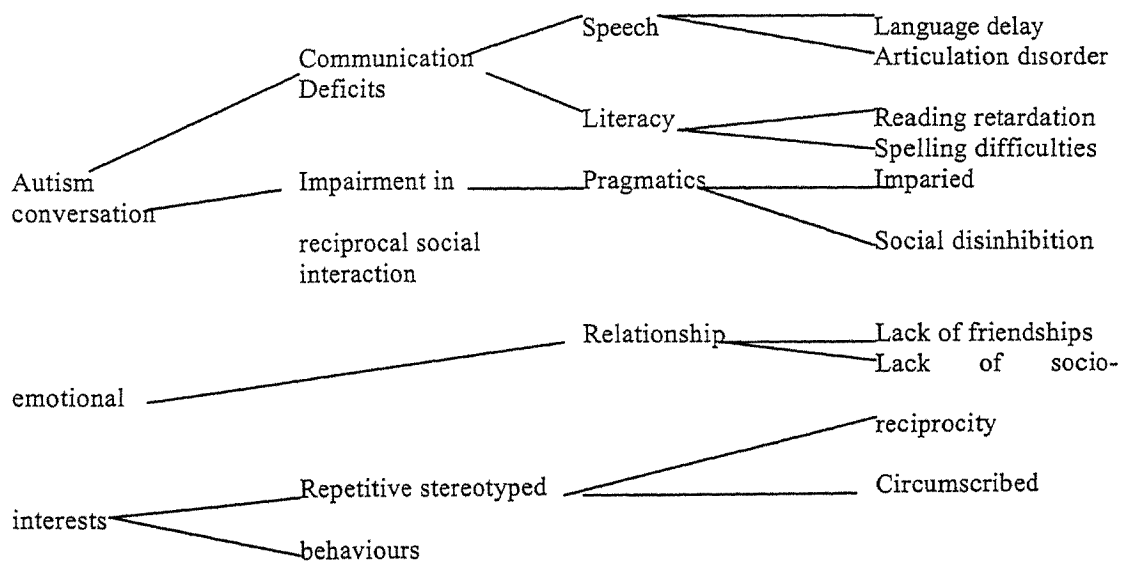 Speech
Language delay
Communication
Articulation disorder
Deficits
Literacy
Reading retardation
Spelling difficulties
Autism
Impairment in
Pragmatics
Imparied
conversation
reciprocal social
Social disinhibition
interaction
Relationship
Lack of friendships
Lack of socio-
emotional
reciprocity
Repetitive stereotyped
Circumscribed
interests
behaviours